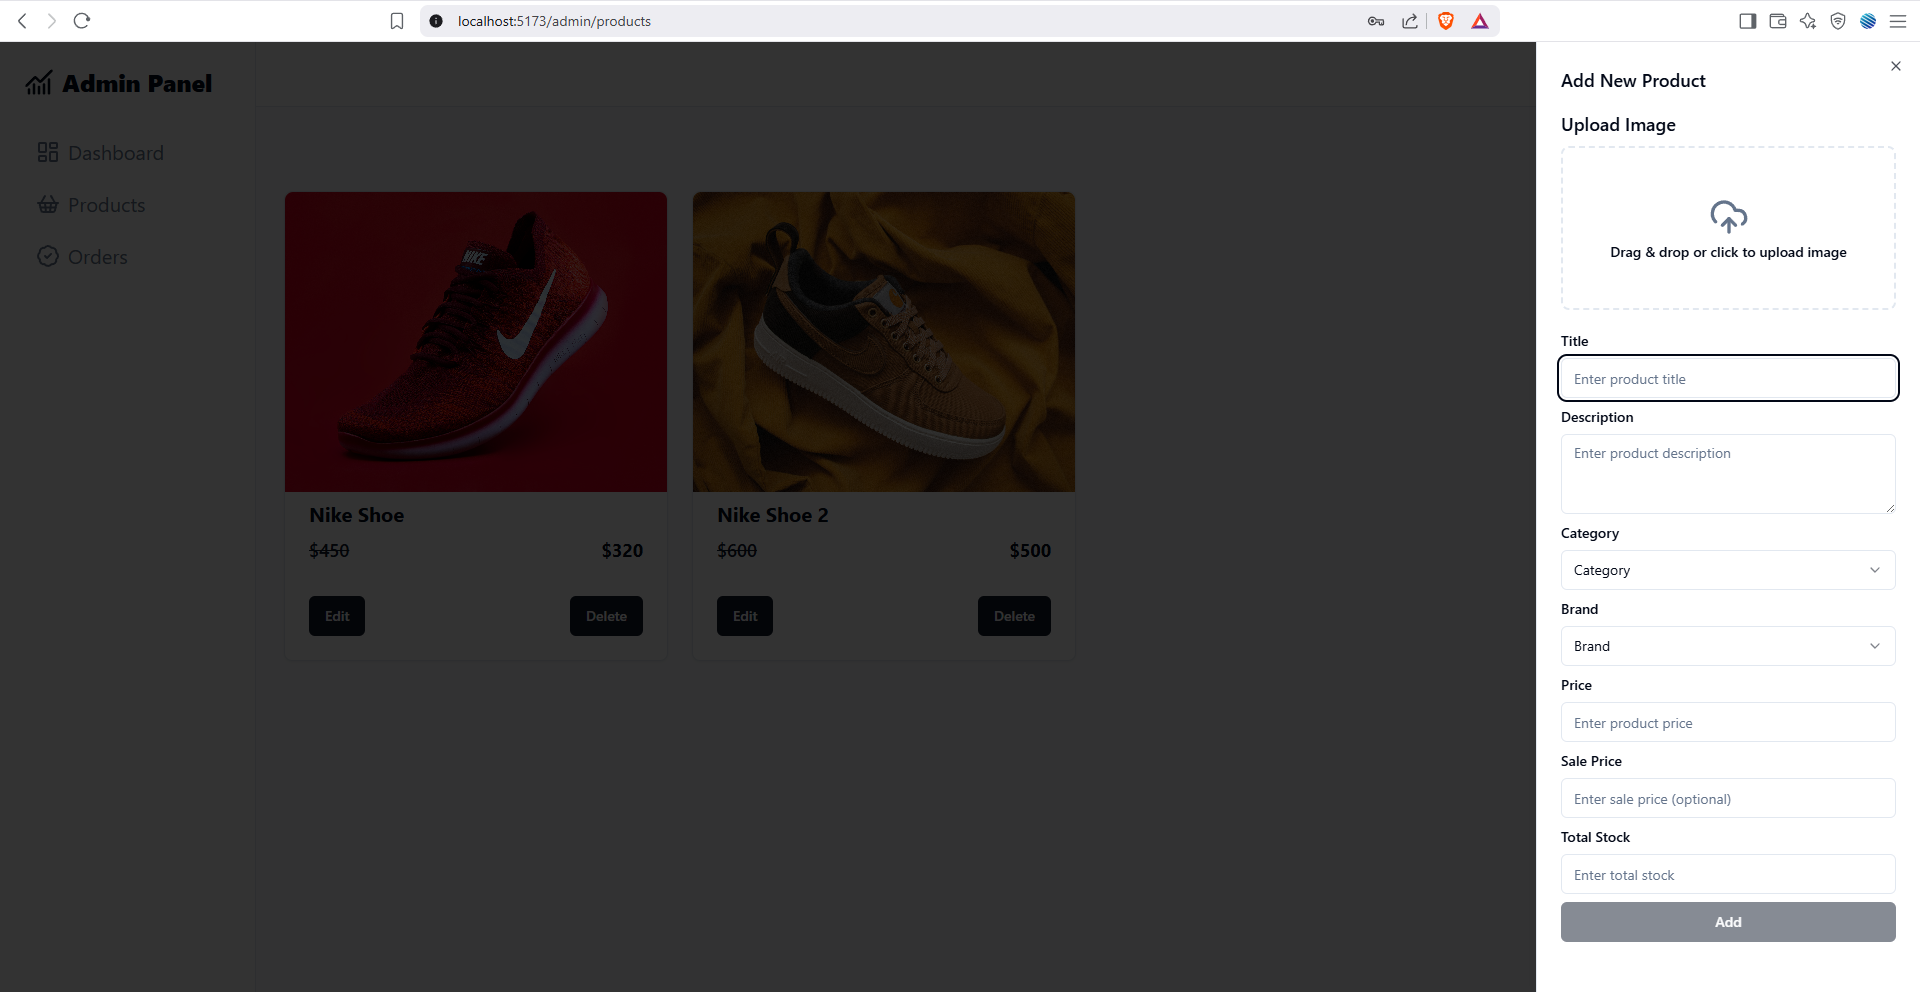 localhost:5173/admin/products
Admin Panel
Dashboard
Products
Orders
NIKE
Nike Shoe
$450 $320
Edit Delete
Nike Shoe 2
$600 $500
Edit Delete
Add New Product
Upload Image
Drag & drop or click to upload image
Title
Enter product title
Description
Enter product description
Category
Category
Brand
Brand
Price
Enter product price
Sale Price
Enter sale price (optional)
Total Stock
Enter total stock
Add